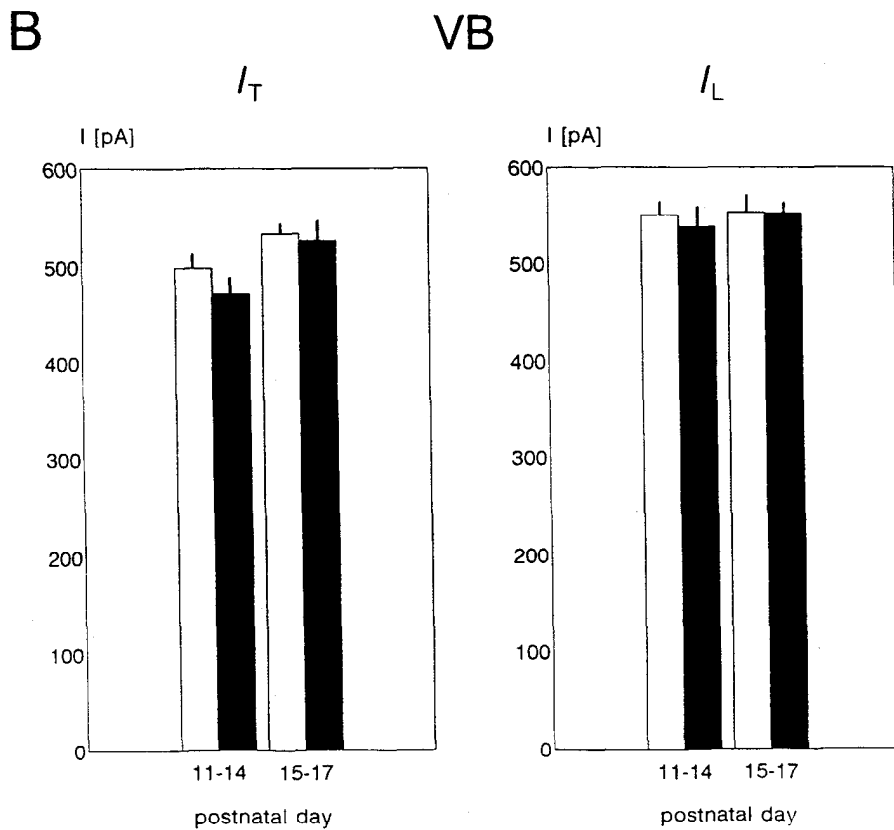 B
VB
I_T
I [pA]
600
500
400
300
200
100
0
11-14
15-17
postnatal day
I_L
I [pA]
600
500
400
300
200
100
0
11-14
15-17
postnatal day